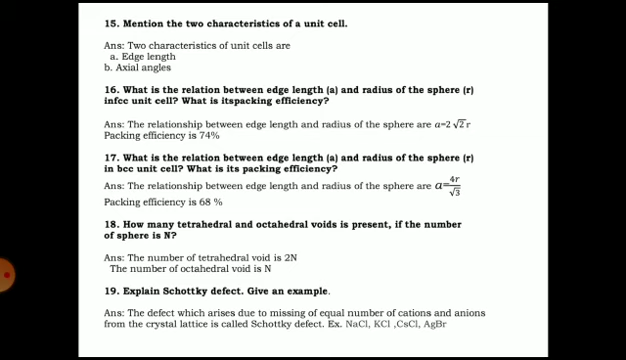 15. Mention the two characteristics of a unit cell.
Ans: Two characteristics of unit cells are
a. Edge length
b. Axial angles
16. What is the relation between edge length (a) and radius of the sphere (r)
infcc unit cell? What is itspacking efficiency?
Ans: The relationship between edge length and radius of the sphere are a=2 √2 r
Packing efficiency is 74%
17. What is the relation between edge length (a) and radius of the sphere (r)
in bcc unit cell? What is its packing efficiency?
Ans: The relationship between edge length and radius of the sphere are a=4r/√3
Packing efficiency is 68 %
18. How many tetrahedral and octahedral voids is present, if the number
of sphere is N?
Ans: The number of tetrahedral void is 2N
The number of octahedral void is N
19. Explain Schottky defect. Give an example.
Ans: The defect which arises due to missing of equal number of cations and anions
from the crystal lattice is called Schottky defect. Ex. NaCl, KCl ,CsCl, AgBr